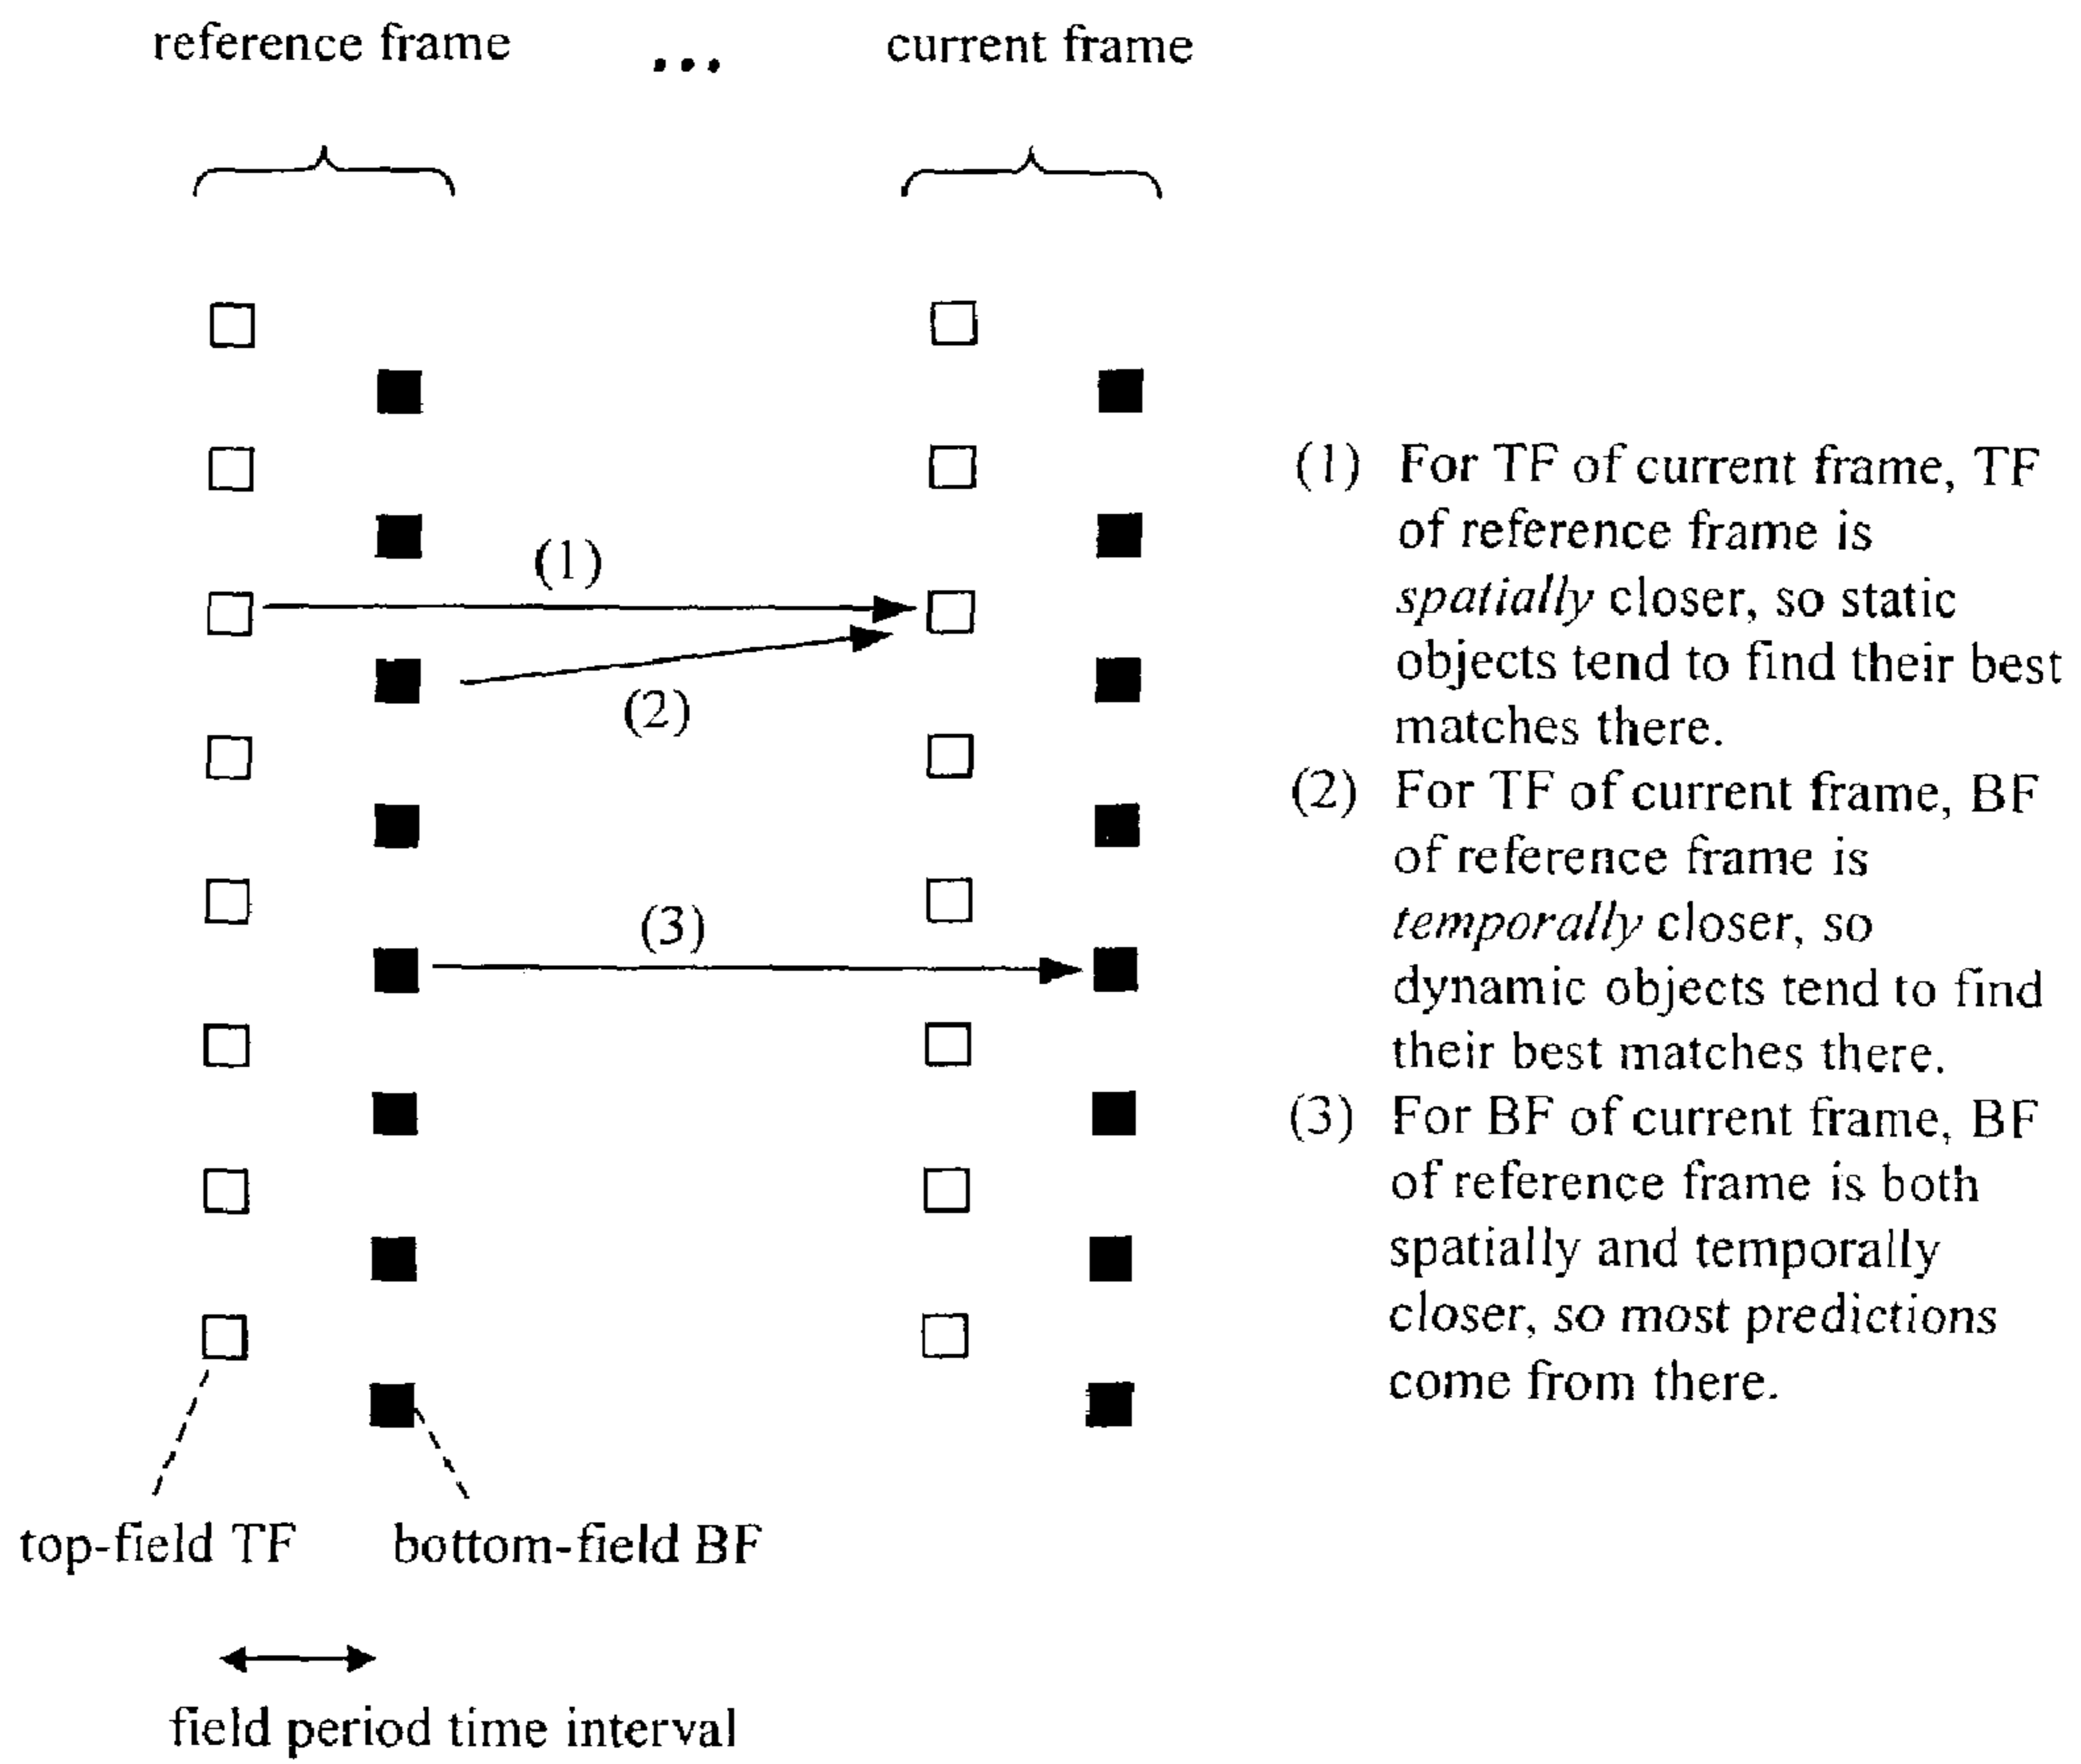 reference frame ... current frame
(1)
(2)
(3)
(1) For TF of current frame, TF
of reference frame is
spatially closer, so static
objects tend to find their best
matches there.
(2) For TF of current frame, BF
of reference frame is
temporally closer, so
dynamic objects tend to find
their best matches there.
(3) For BF of current frame, BF
of reference frame is both
spatially and temporally
closer, so most predictions
come from there.
top-field TF bottom-field BF
field period time interval